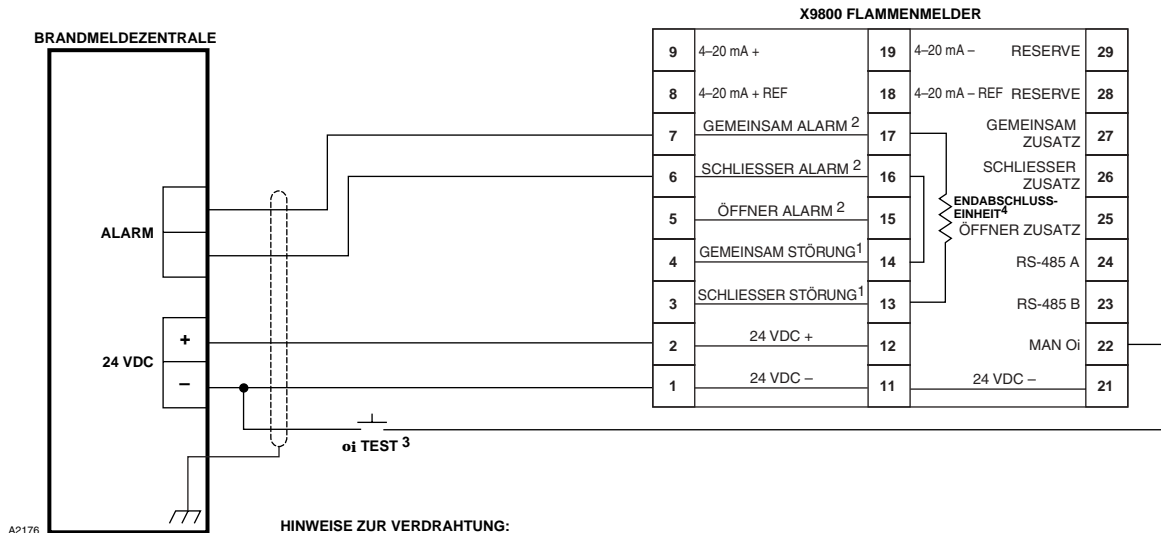 X9800 FLAMMENMELDER
BRANDMELDEZENTRALE
9 4–20 mA + 19 4–20 mA – RESERVE 29
8 4–20 mA + REF 18 4–20 mA – REF RESERVE 28
7 GEMEINSAM ALARM 2 17 GEMEINSAM ZUSATZ 27
6 SCHLIESSER ALARM 2 16 SCHLIESSER ZUSATZ 26
5 ÖFFNER ALARM 2 15 ÖFFNER ZUSATZ 25
ENDABSCHLUSS-
EINHEIT4
4 GEMEINSAM STÖRUNG1 14 RS-485 A 24
3 SCHLIESSER STÖRUNG1 13 RS-485 B 23
2 24 VDC + 12 MAN Oi 22
1 24 VDC – 11 24 VDC – 21
ALARM
+
24 VDC
–
oi TEST 3
A2176
HINWEISE ZUR VERDRAHTUNG: